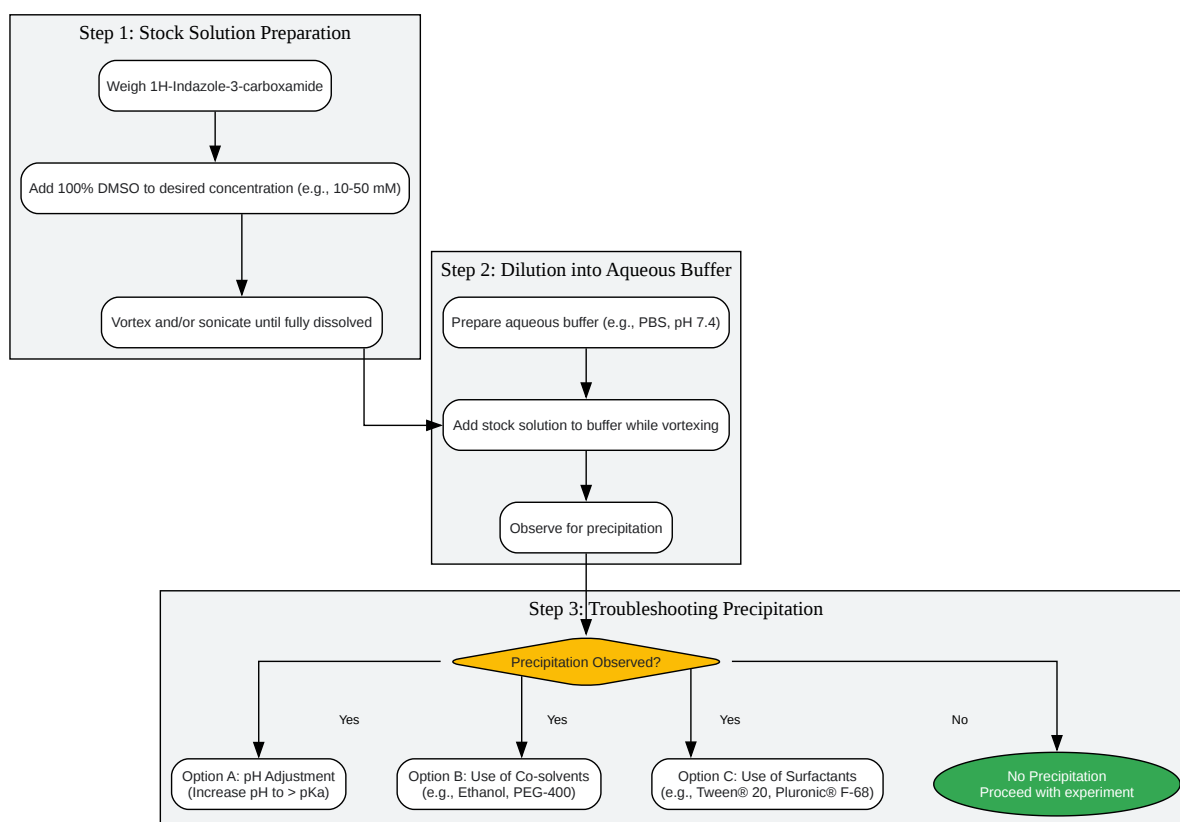 Step 1: Stock Solution Preparation
Weigh 1H-Indazole-3-carboxamide
Add 100% DMSO to desired concentration (e.g., 10-50 mM)
Vortex and/or sonicate until fully dissolved
Step 2: Dilution into Aqueous Buffer
Prepare aqueous buffer (e.g., PBS, pH 7.4)
Add stock solution to buffer while vortexing
Observe for precipitation
Step 3: Troubleshooting Precipitation
Precipitation Observed?
Yes
Yes
Yes
No
Option A: pH Adjustment
(Increase pH to > pKa)
Option B: Use of Co-solvents
(e.g., Ethanol, PEG-400)
Option C: Use of Surfactants
(e.g., Tween® 20, Pluronic® F-68)
No Precipitation
Proceed with experiment